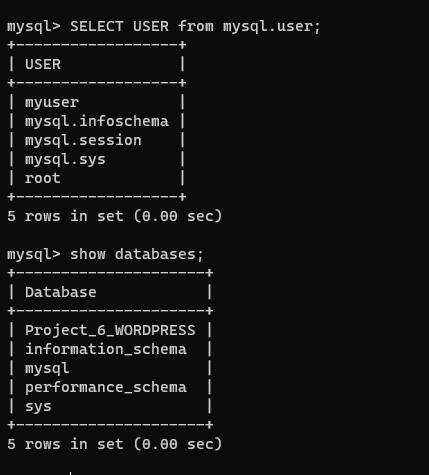 mysql> SELECT USER from mysql.user;
+------------------+
| USER             |
+------------------+
| myuser           |
| mysql.infoschema |
| mysql.session    |
| mysql.sys        |
| root             |
+------------------+
5 rows in set (0.00 sec)

mysql> show databases;
+---------------------+
| Database            |
+---------------------+
| Project_6_WORDPRESS |
| information_schema  |
| mysql               |
| performance_schema  |
| sys                 |
+---------------------+
5 rows in set (0.00 sec)